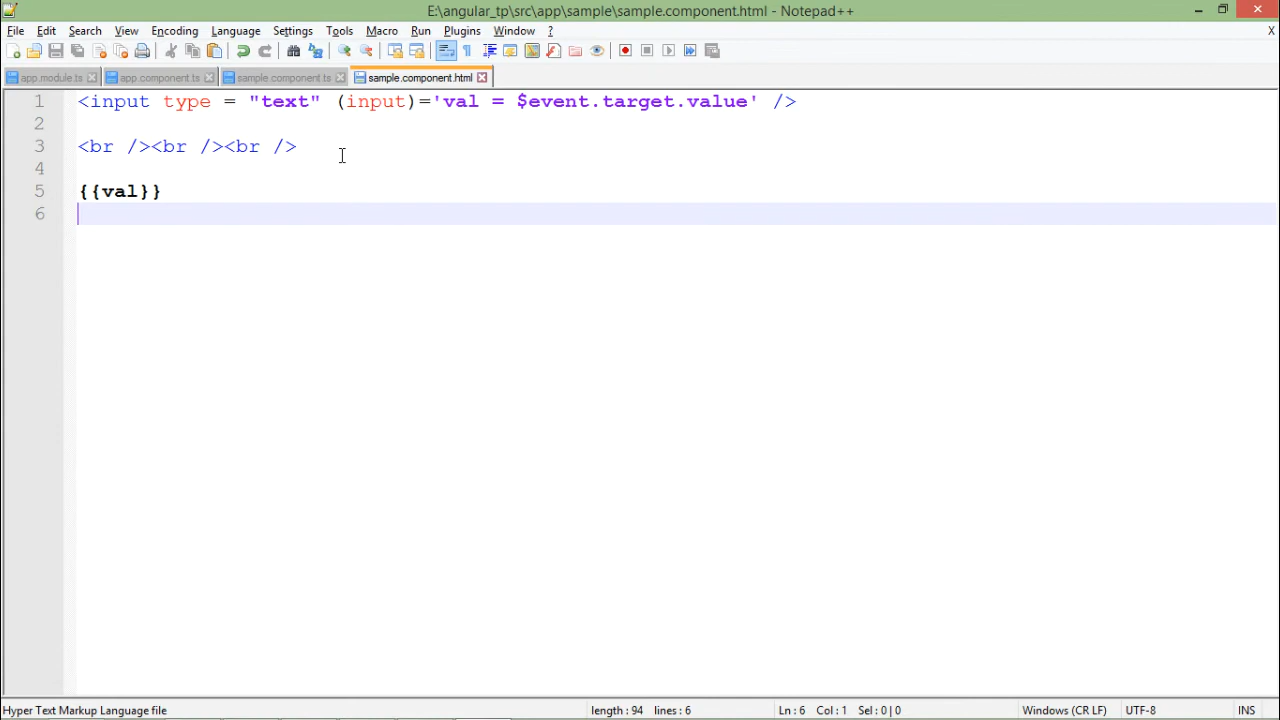 E:\angular_tp\src\app\sample\sample.component.html - Notepad++
File Edit Search View Encoding Language Settings Tools Macro Run Plugins Window ? X
app.module.ts app.component.ts sample.component.ts sample.component.html
1 <input type = "text" (input)='val = $event.target.value' />
2
3 <br /><br /><br />
4
5 {{val}}
6
Hyper Text Markup Language file length : 94 lines : 6 Ln : 6 Col : 1 Sel : 0 | 0 Windows (CR LF) UTF-8 INS